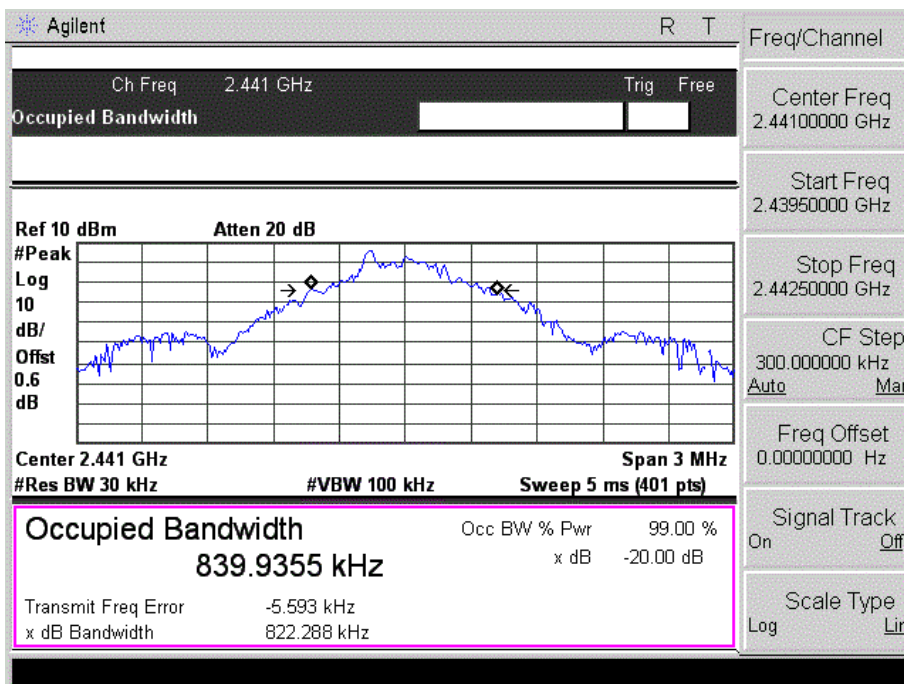 Agilent R T
Ch Freq 2.441 GHz Trig Free
Occupied Bandwidth
Ref 10 dBm Atten 20 dB
#Peak
Log
10
dB/
Offst
0.6
dB
Center 2.441 GHz Span 3 MHz
#Res BW 30 kHz #VBW 100 kHz Sweep 5 ms (401 pts)
Occupied Bandwidth
839.9355 kHz
Occ BW % Pwr 99.00 %
x dB -20.00 dB
Transmit Freq Error -5.593 kHz
x dB Bandwidth 822.288 kHz
Freq/Channel
Center Freq
2.44100000 GHz
Start Freq
2.43950000 GHz
Stop Freq
2.44250000 GHz
CF Step
300.000000 kHz
Auto Mar
Freq Offset
0.00000000 Hz
Signal Track
On Off
Scale Type
Log Lin